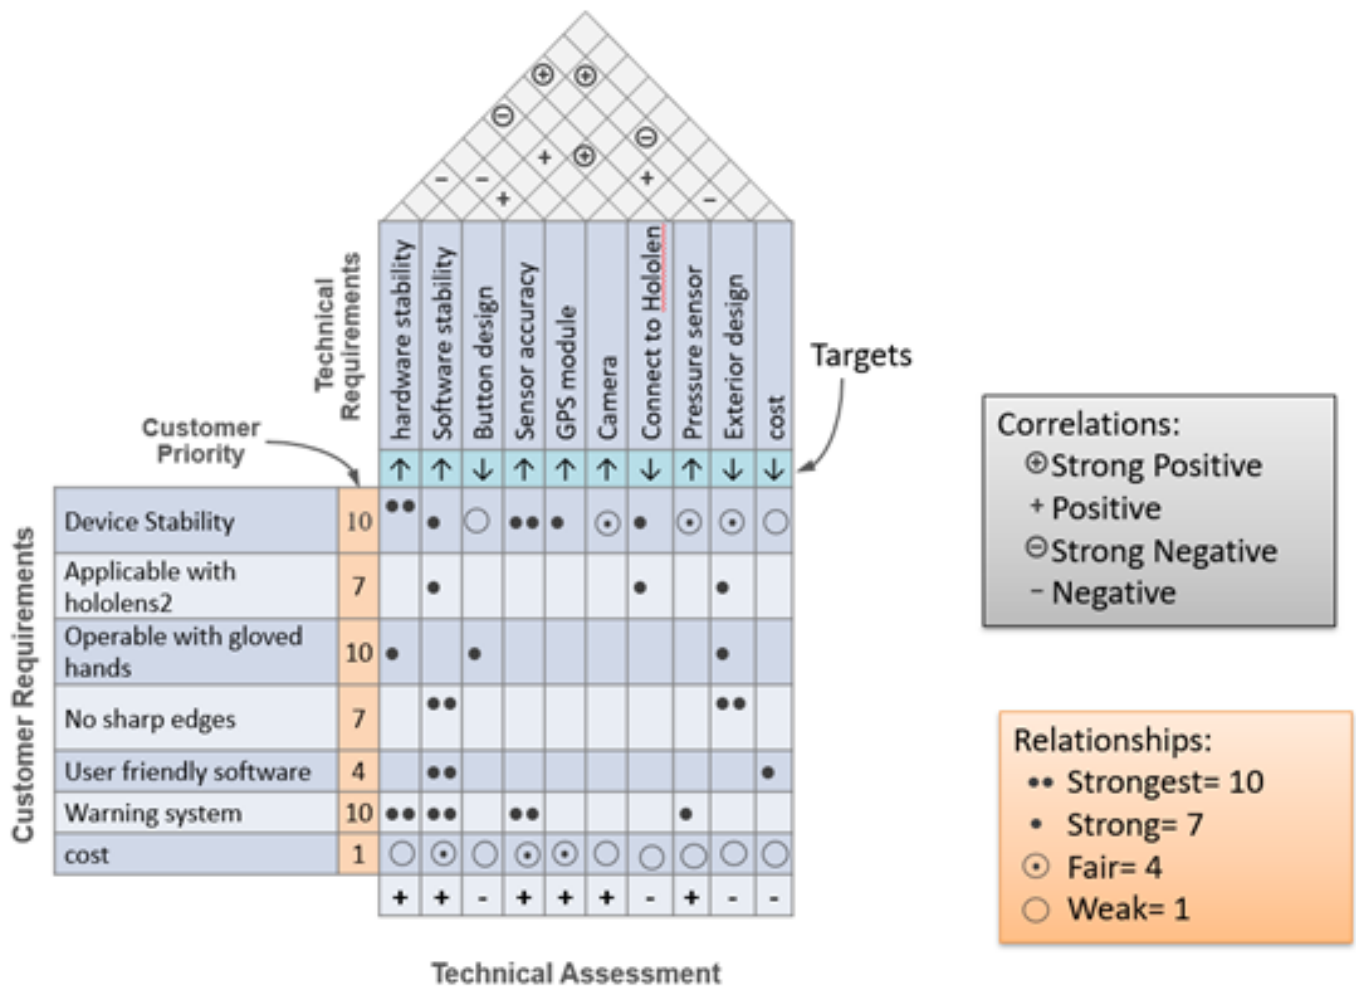 Technical
Requirements
hardware stability
Software stability
Button design
Sensor accuracy
GPS module
Camera
Connect to Hololen
Pressure sensor
Exterior design
cost
Targets
Customer
Priority
Customer Requirements
Device Stability 10
Applicable with
hololens2 7
Operable with gloved
hands 10
No sharp edges 7
User friendly software 4
Warning system 10
cost 1
+ + - + + + - + - -
Technical Assessment
Correlations:
⊕ Strong Positive
+ Positive
⊖ Strong Negative
− Negative
Relationships:
•• Strongest= 10
• Strong= 7
☉ Fair= 4
○ Weak= 1